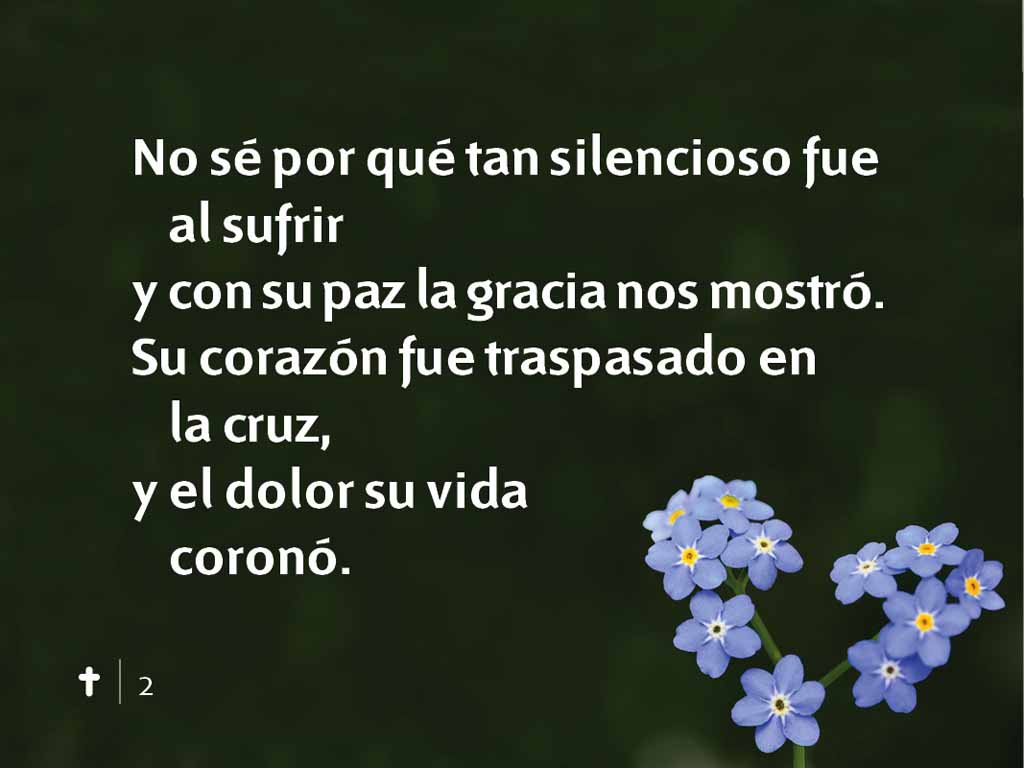 No sé por qué tan silencioso fue
al sufrir
y con su paz la gracia nos mostró.
Su corazón fue traspasado en
la cruz,
y el dolor su vida
coronó.
2